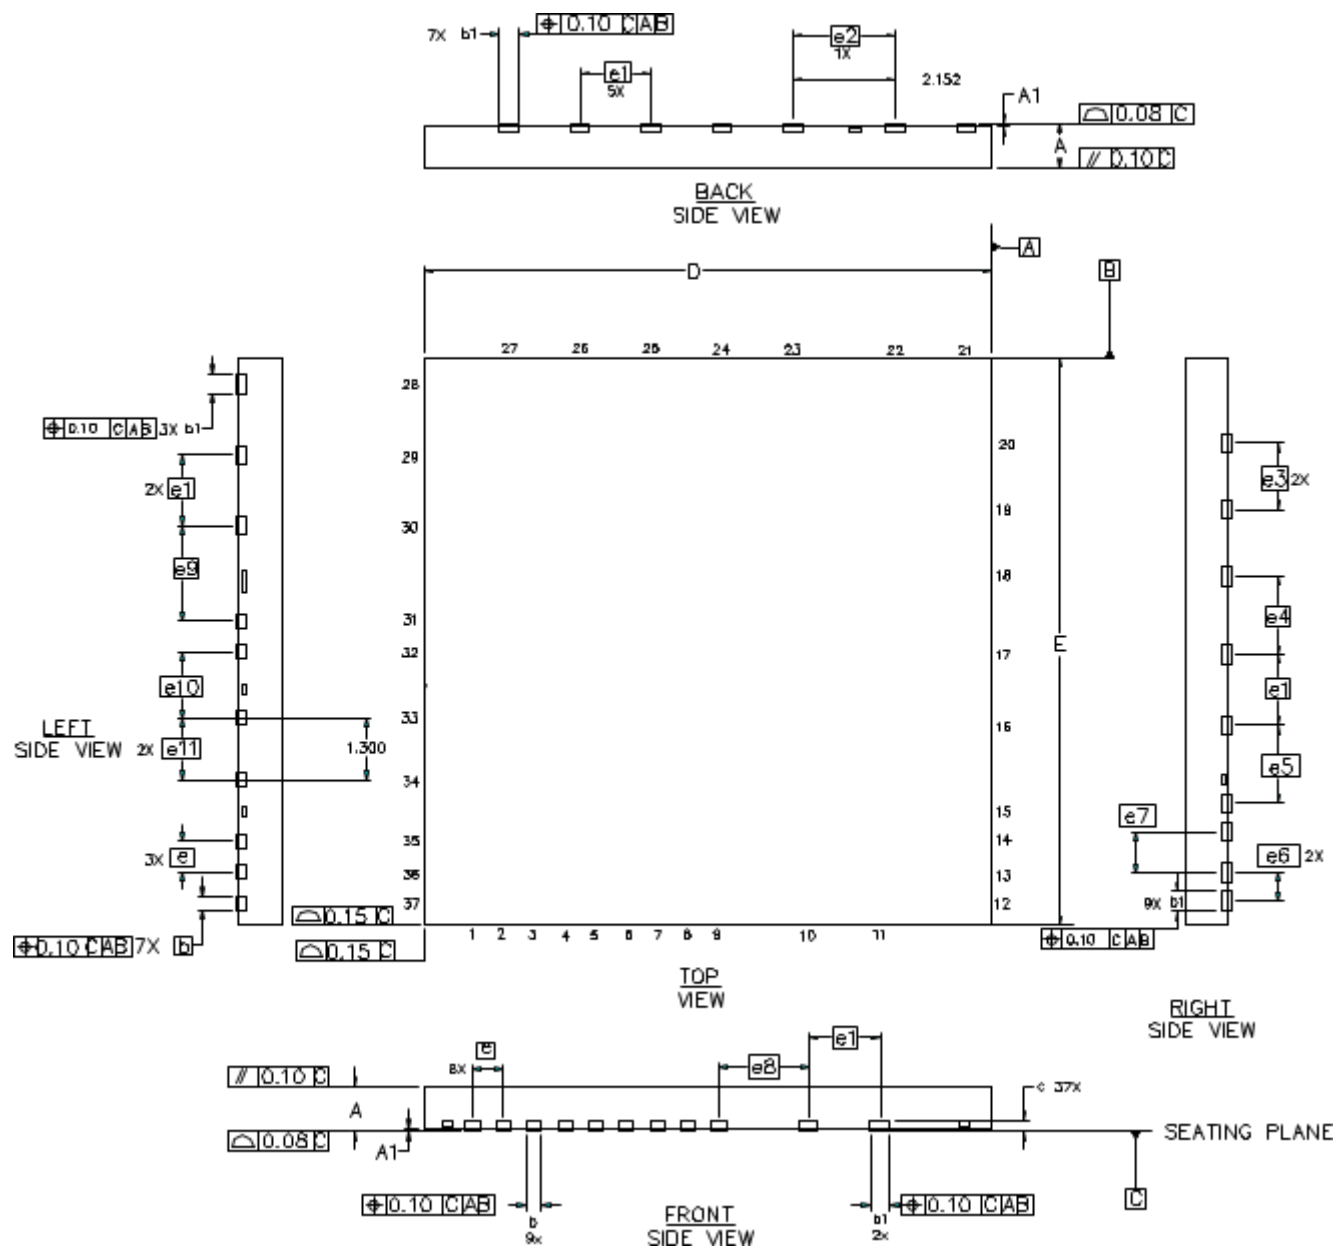 7X b1 ⌖ 0.10 C A B
e2
1X
e1
5X
2.152
A1
⌓ 0.08 C
A
// 0.10 C
BACK
SIDE VIEW
A
D
B
27 26 25 24 23 22 21
28
⌖ 0.10 C A B 3X b1
29
2X e1
30
e9
31
32
e10
33
LEFT
SIDE VIEW
2X e11
1.300
34
35
3X e
36
37
⌓ 0.15 C
⌖ 0.10 C A B 7X b
⌓ 0.15 C
E
20
19
18
17
16
15
14
13
12
e3 2X
e4
e1
e5
e7
e6 2X
9X b1
⌖ 0.10 C A B
1 2 3 4 5 6 7 8 9 10 11
TOP
VIEW
RIGHT
SIDE VIEW
e
8X
e8
e1
// 0.10 C
A
c 37X
⌓ 0.08 C
A1
SEATING PLANE
⌖ 0.10 C A B
b
9x
FRONT
SIDE VIEW
b1
2x
⌖ 0.10 C A B
C